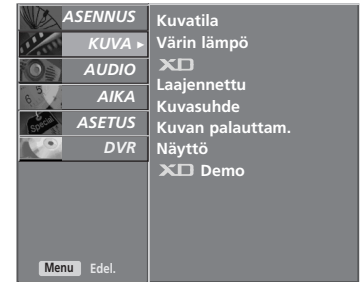 ASENNUS
KUVA ▸
AUDIO
AIKA
ASETUS
DVR
Kuvatila
Värin lämpö
XD
Laajennettu
Kuvasuhde
Kuvan palauttam.
Näyttö
XD Demo
Menu Edel.